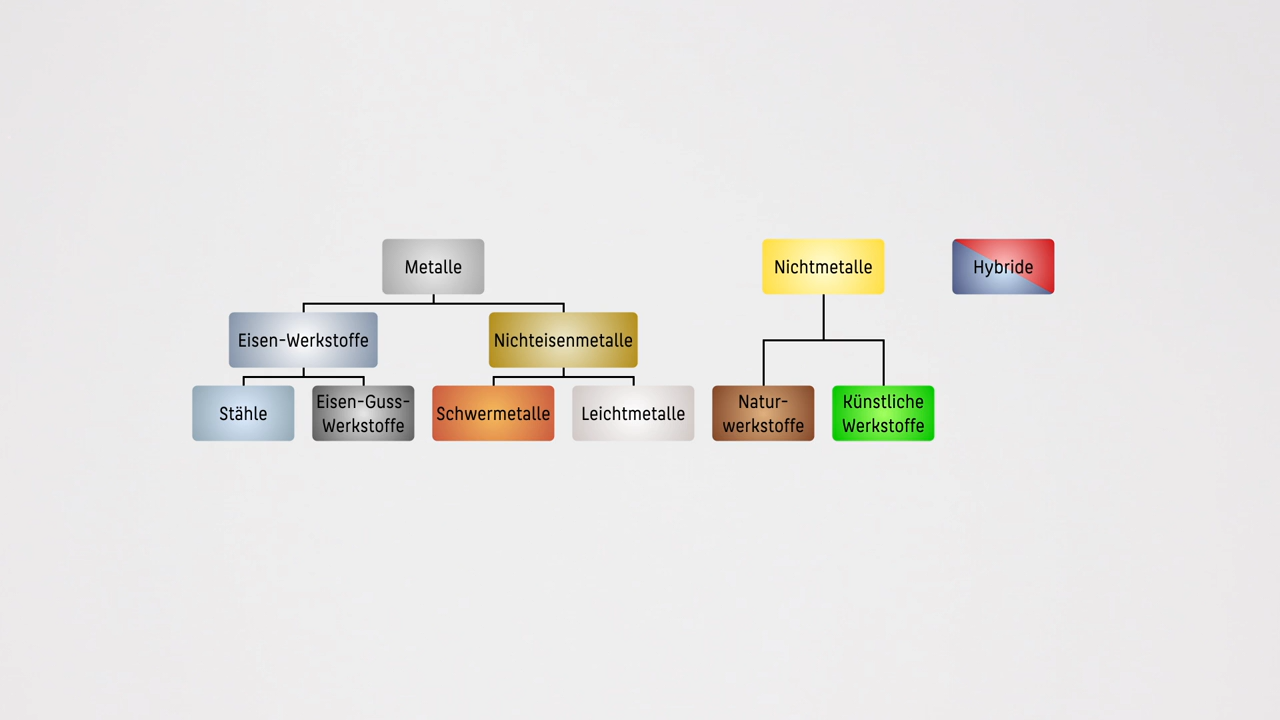 Metalle
Nichtmetalle
Hybride
Eisen-Werkstoffe
Nichteisenmetalle
Stähle
Eisen-Guss-
Werkstoffe
Schwermetalle
Leichtmetalle
Natur-
werkstoffe
Künstliche
Werkstoffe